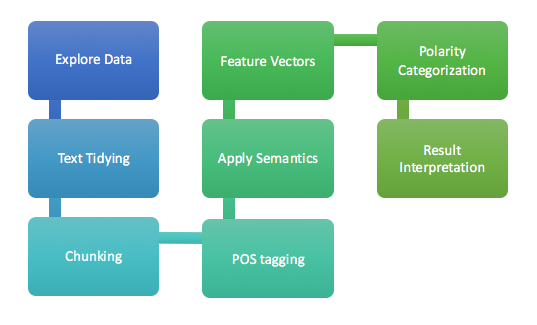 Explore Data
Text Tidying
Chunking
POS tagging
Apply Semantics
Feature Vectors
Polarity
Categorization
Result
Interpretation